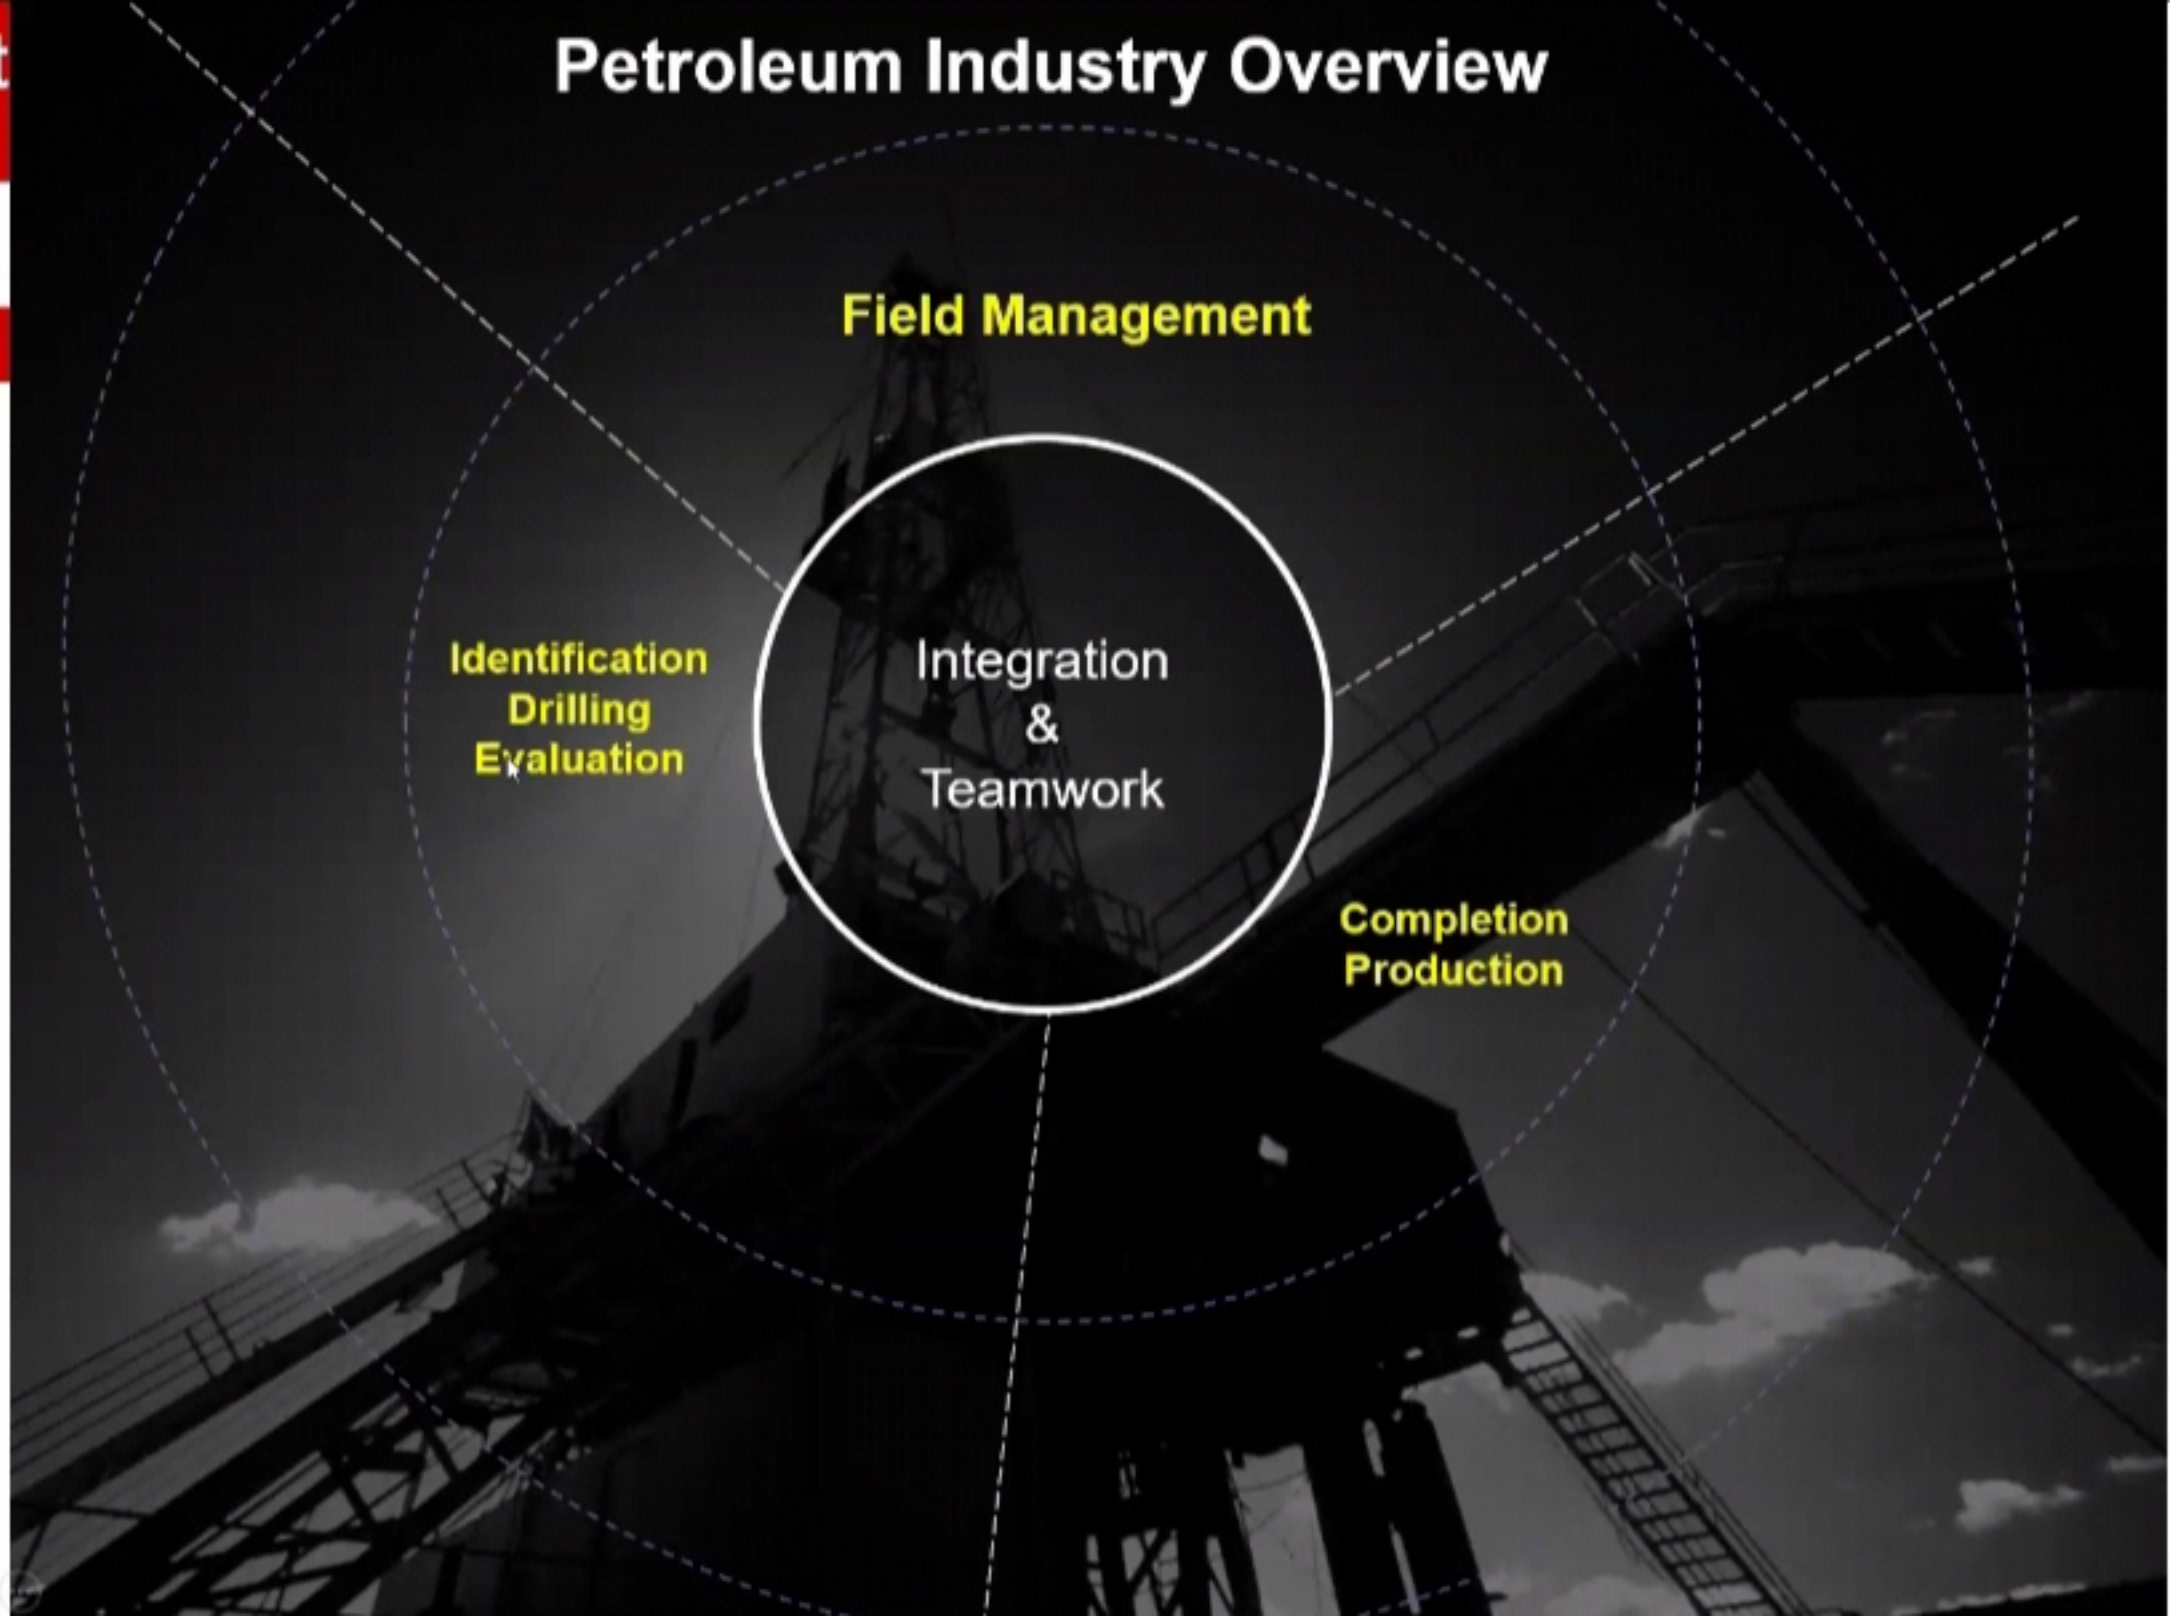 Petroleum Industry Overview
Field Management
Identification
Drilling
Evaluation
Integration
&
Teamwork
Completion
Production